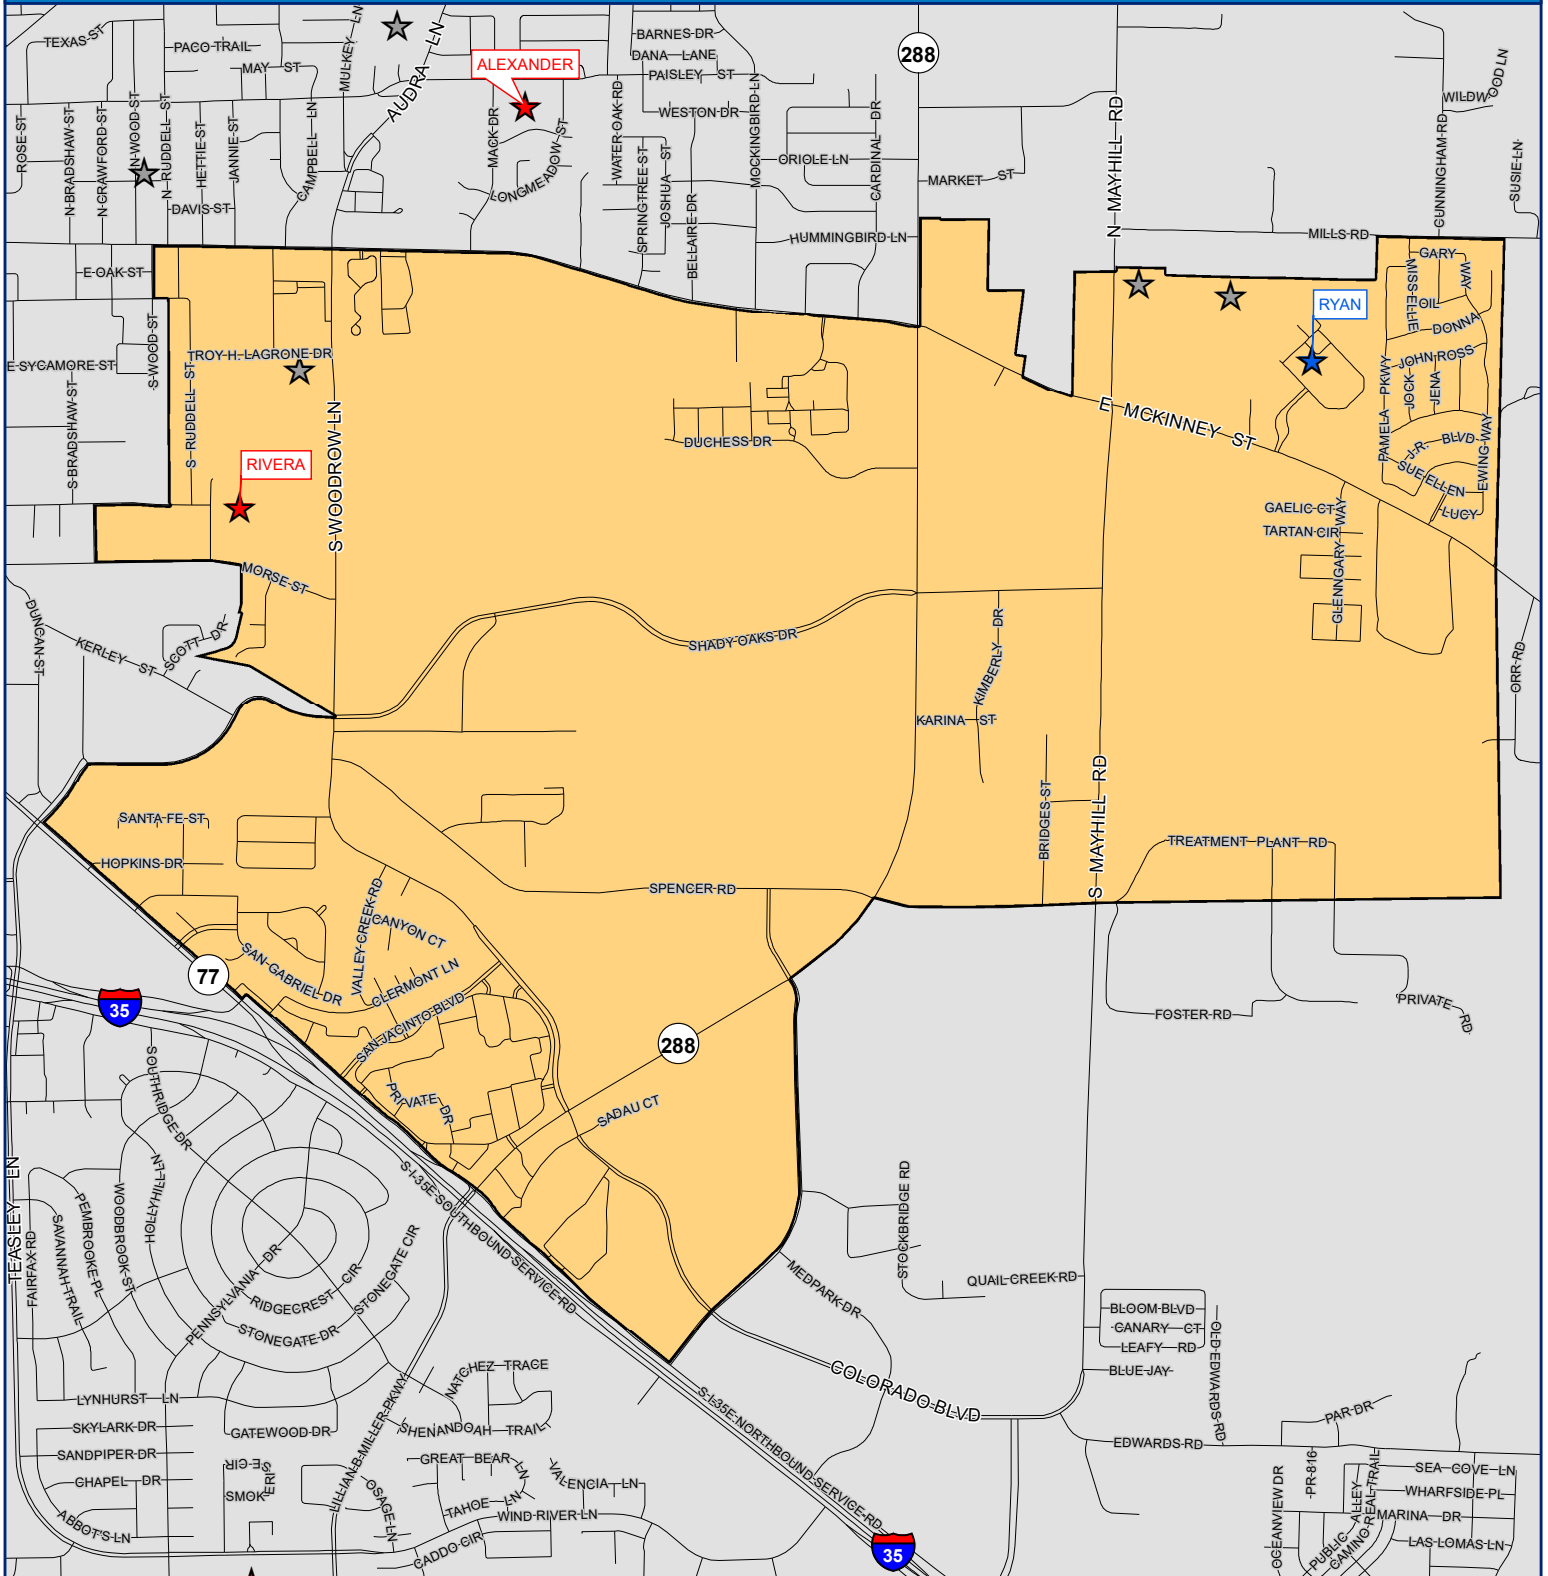 TEXAS ST
PACO TRAIL
MAY ST
MULKEY LN
AUDRA LN
ALEXANDER
BARNES DR
DANA LANE
PAISLEY ST
WESTON DR
288
N MAYHILL RD
WILDWOOD LN
ROSE ST
N BRADSHAW ST
N CRAWFORD ST
N WOOD ST
N RUDDELL ST
HETTIE ST
JANNIE ST
CAMPBELL LN
DAVIS ST
MACK DR
LONGMEADOW ST
WATER OAK RD
SPRINGTREE ST
JOSHUA ST
BELLAIRE DR
MOCKINGBIRD LN
ORIOLE LN
CARDINAL DR
HUMMINGBIRD LN
MARKET ST
CUNNINGHAM RD
SUSIE LN
MILLS RD
E OAK ST
S WOOD ST
E SYCAMORE ST
S BRADSHAW ST
TROY H. LAGRONE DR
S RUDDELL ST
RIVERA
S WOODROW LN
DUCHESS DR
E MCKINNEY ST
RYAN
GARY WAY
MISS ELLIE
OIL
DONNA
JOHN ROSS
JOCK
JENA
PAMELA PKWY
J.R. BLVD
SUE ELLEN
EWING WAY
LUCY
GAELIC CT
TARTAN CIR
GLENNGARY WAY
MORSE ST
DUNCAN ST
KERLEY ST
SCOTT DR
SHADY OAKS DR
KIMBERLY DR
KARINA ST
ORR RD
SANTA FE ST
HOPKINS DR
SPENCER RD
BRIDGES ST
S MAYHILL RD
TREATMENT PLANT RD
VALLEY CREEK RD
CANYON CT
CLERMONT LN
SAN GABRIEL DR
SAN JACINTO BLVD
77
35
PRIVATE DR
288
SADAU CT
FOSTER RD
PRIVATE RD
SOUTHRIDGE DR
TEASLEY LN
FAIRFAX RD
SAVANNAH TRAIL
PEMBROOKE PL
WOODBROOK ST
HOLLYHILL LN
PENNSYLVANIA DR
RIDGECREST CIR
STONEGATE DR
STONEGATE CIR
S I-35E SOUTHBOUND SERVICE RD
STOCKBRIDGE RD
MEDPARK DR
QUAIL CREEK RD
BLOOM BLVD
CANARY CT
LEAFY RD
BLUE JAY
OLD EDWARDS RD
COLORADO BLVD
S I-35E NORTHBOUND SERVICE RD
LYNHURST LN
SKYLARK DR
SANDPIPER DR
CHAPEL DR
ABBOT'S LN
GATEWOOD DR
LILLIAN B MILLER PKWY
NATCHEZ TRACE
SHENANDOAH TRAIL
GREAT BEAR LN
VALENCIA LN
OSAGE LN
TAHOE LN
WIND RIVER LN
CADDO CIR
35
EDWARDS RD
PAR DR
PR 816
OCEANVIEW DR
PUBLIC ALLEY
CAMINO REAL TRAIL
SEA COVE LN
WHARFSIDE PL
MARINA DR
LAS LOMAS LN